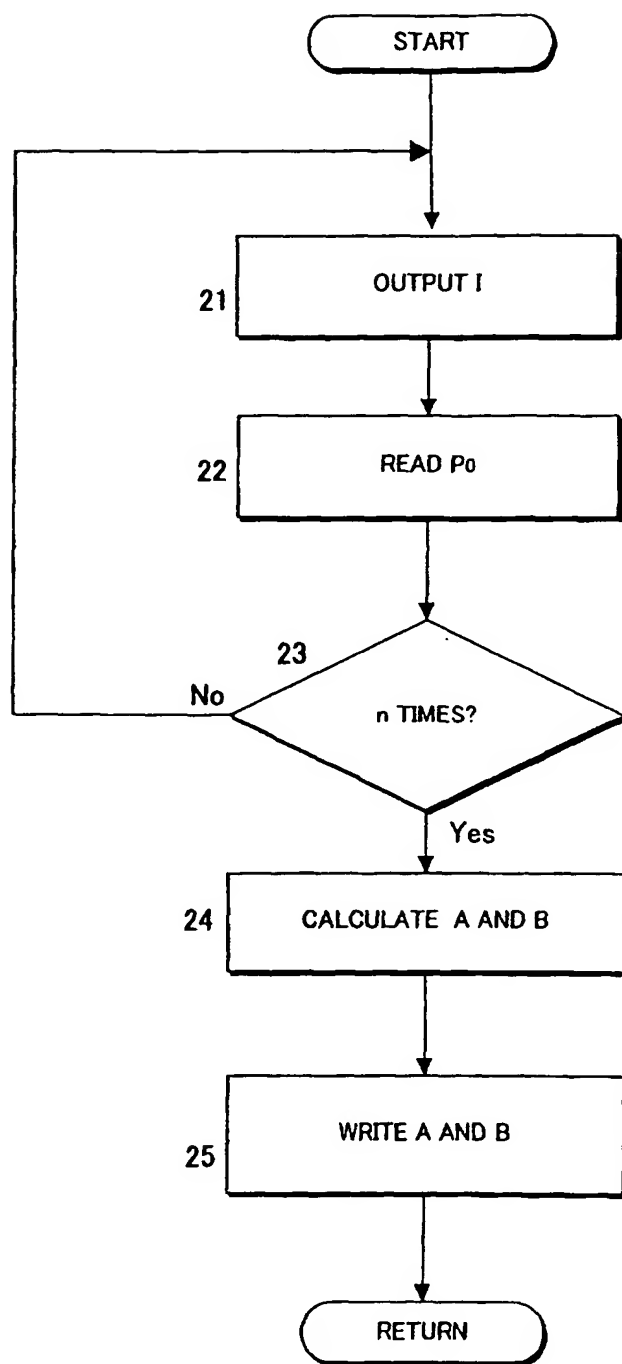 START
OUTPUT I
21
READ Po
22
23
No
n TIMES?
Yes
24
CALCULATE A AND B
WRITE A AND B
25
RETURN